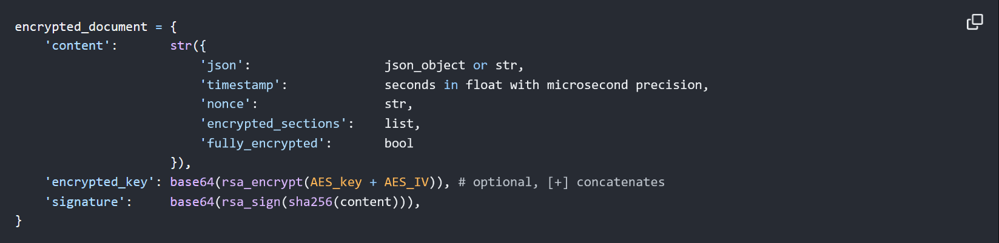 encrypted_document = {
    'content':       str({
                         'json':                  json_object or str,
                         'timestamp':             seconds in float with microsecond precision,
                         'nonce':                 str,
                         'encrypted_sections':    list,
                         'fully_encrypted':       bool
                     }),
    'encrypted_key': base64(rsa_encrypt(AES_key + AES_IV)), # optional, [+] concatenates
    'signature':     base64(rsa_sign(sha256(content))),
}